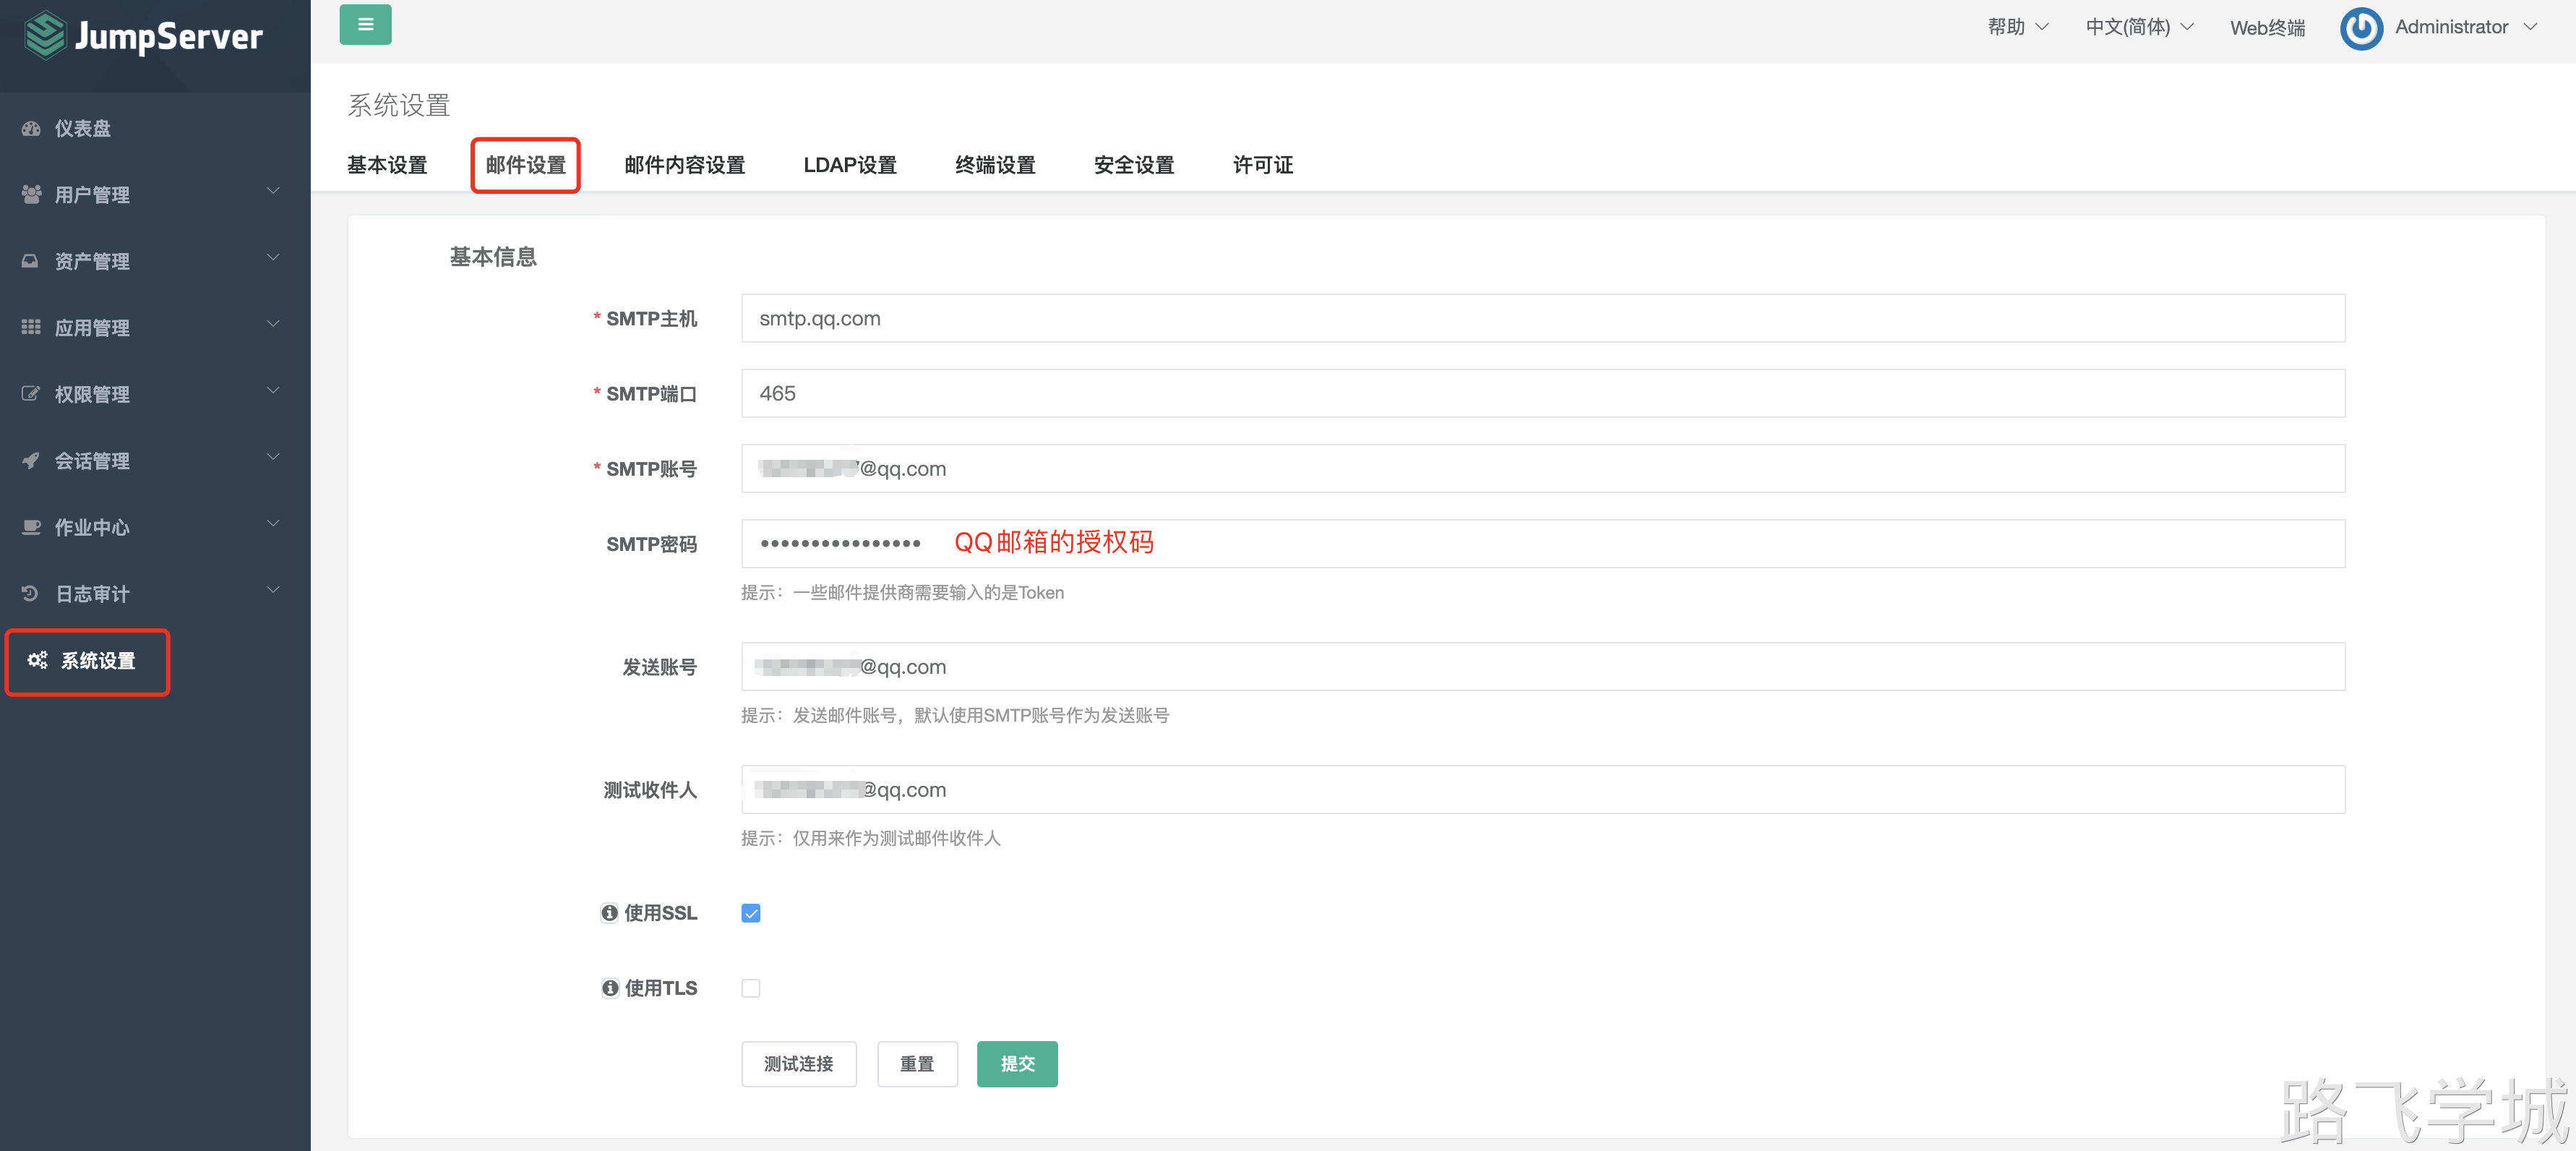 JumpServer
帮助
中文(简体)
Web终端
Administrator
仪表盘
用户管理
资产管理
应用管理
权限管理
会话管理
作业中心
日志审计
系统设置
系统设置
基本设置
邮件设置
邮件内容设置
LDAP设置
终端设置
安全设置
许可证
基本信息
* SMTP主机
smtp.qq.com
* SMTP端口
465
* SMTP账号
@qq.com
SMTP密码
•••••••••••••••• QQ邮箱的授权码
提示：一些邮件提供商需要输入的是Token
发送账号
@qq.com
提示：发送邮件账号，默认使用SMTP账号作为发送账号
测试收件人
@qq.com
提示：仅用来作为测试邮件收件人
使用SSL
使用TLS
测试连接
重置
提交
路飞学城